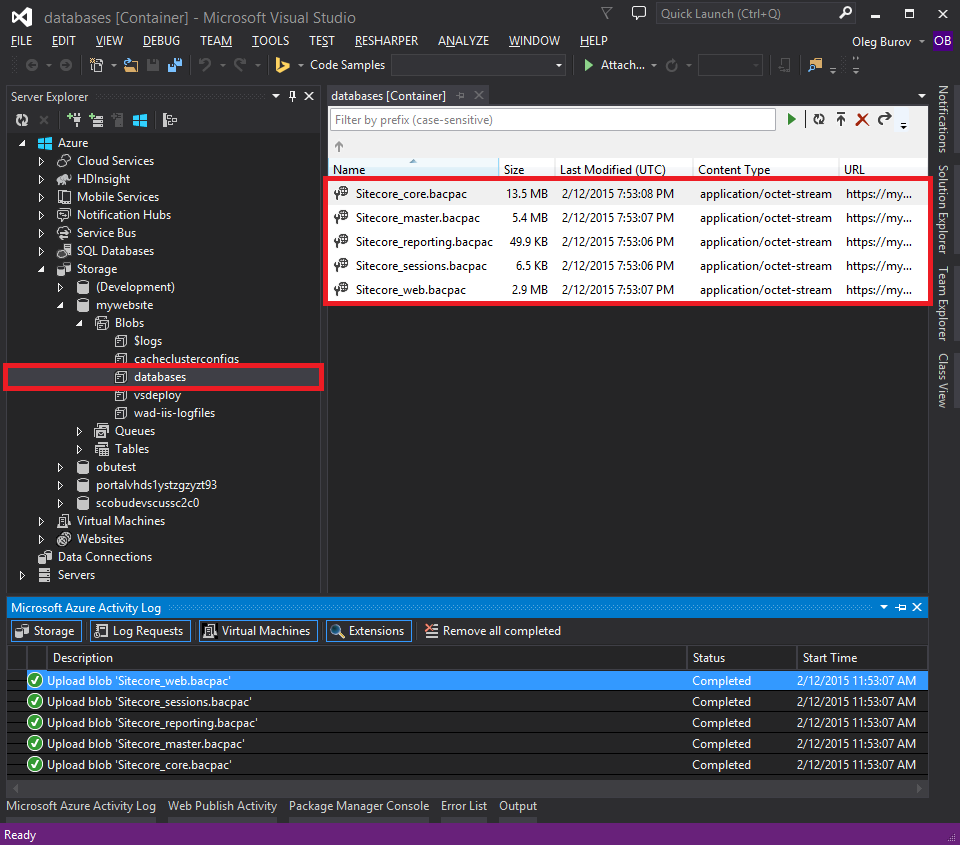 databases [Container] - Microsoft Visual Studio
Quick Launch (Ctrl+Q)
FILE EDIT VIEW DEBUG TEAM TOOLS TEST RESHARPER ANALYZE WINDOW HELP
Oleg Burov OB
Code Samples
Attach...
Server Explorer
Azure
Cloud Services
HDInsight
Mobile Services
Notification Hubs
Service Bus
SQL Databases
Storage
(Development)
mywebsite
Blobs
$logs
cacheclusterconfigs
databases
vsdeploy
wad-iis-logfiles
Queues
Tables
obutest
portalvhds1ystzgzyzt93
scobudevscussc2c0
Virtual Machines
Websites
Data Connections
Servers
databases [Container]
Filter by prefix (case-sensitive)
Name Size Last Modified (UTC) Content Type URL
Sitecore_core.bacpac 13.5 MB 2/12/2015 7:53:08 PM application/octet-stream https://my...
Sitecore_master.bacpac 5.4 MB 2/12/2015 7:53:07 PM application/octet-stream https://my...
Sitecore_reporting.bacpac 49.9 KB 2/12/2015 7:53:06 PM application/octet-stream https://my...
Sitecore_sessions.bacpac 6.5 KB 2/12/2015 7:53:06 PM application/octet-stream https://my...
Sitecore_web.bacpac 2.9 MB 2/12/2015 7:53:07 PM application/octet-stream https://my...
Notifications
Solution Explorer
Team Explorer
Class View
Microsoft Azure Activity Log
Storage Log Requests Virtual Machines Extensions Remove all completed
Description Status Start Time
Upload blob 'Sitecore_web.bacpac' Completed 2/12/2015 11:53:07 AM
Upload blob 'Sitecore_sessions.bacpac' Completed 2/12/2015 11:53:07 AM
Upload blob 'Sitecore_reporting.bacpac' Completed 2/12/2015 11:53:07 AM
Upload blob 'Sitecore_master.bacpac' Completed 2/12/2015 11:53:07 AM
Upload blob 'Sitecore_core.bacpac' Completed 2/12/2015 11:53:07 AM
Microsoft Azure Activity Log Web Publish Activity Package Manager Console Error List Output
Ready